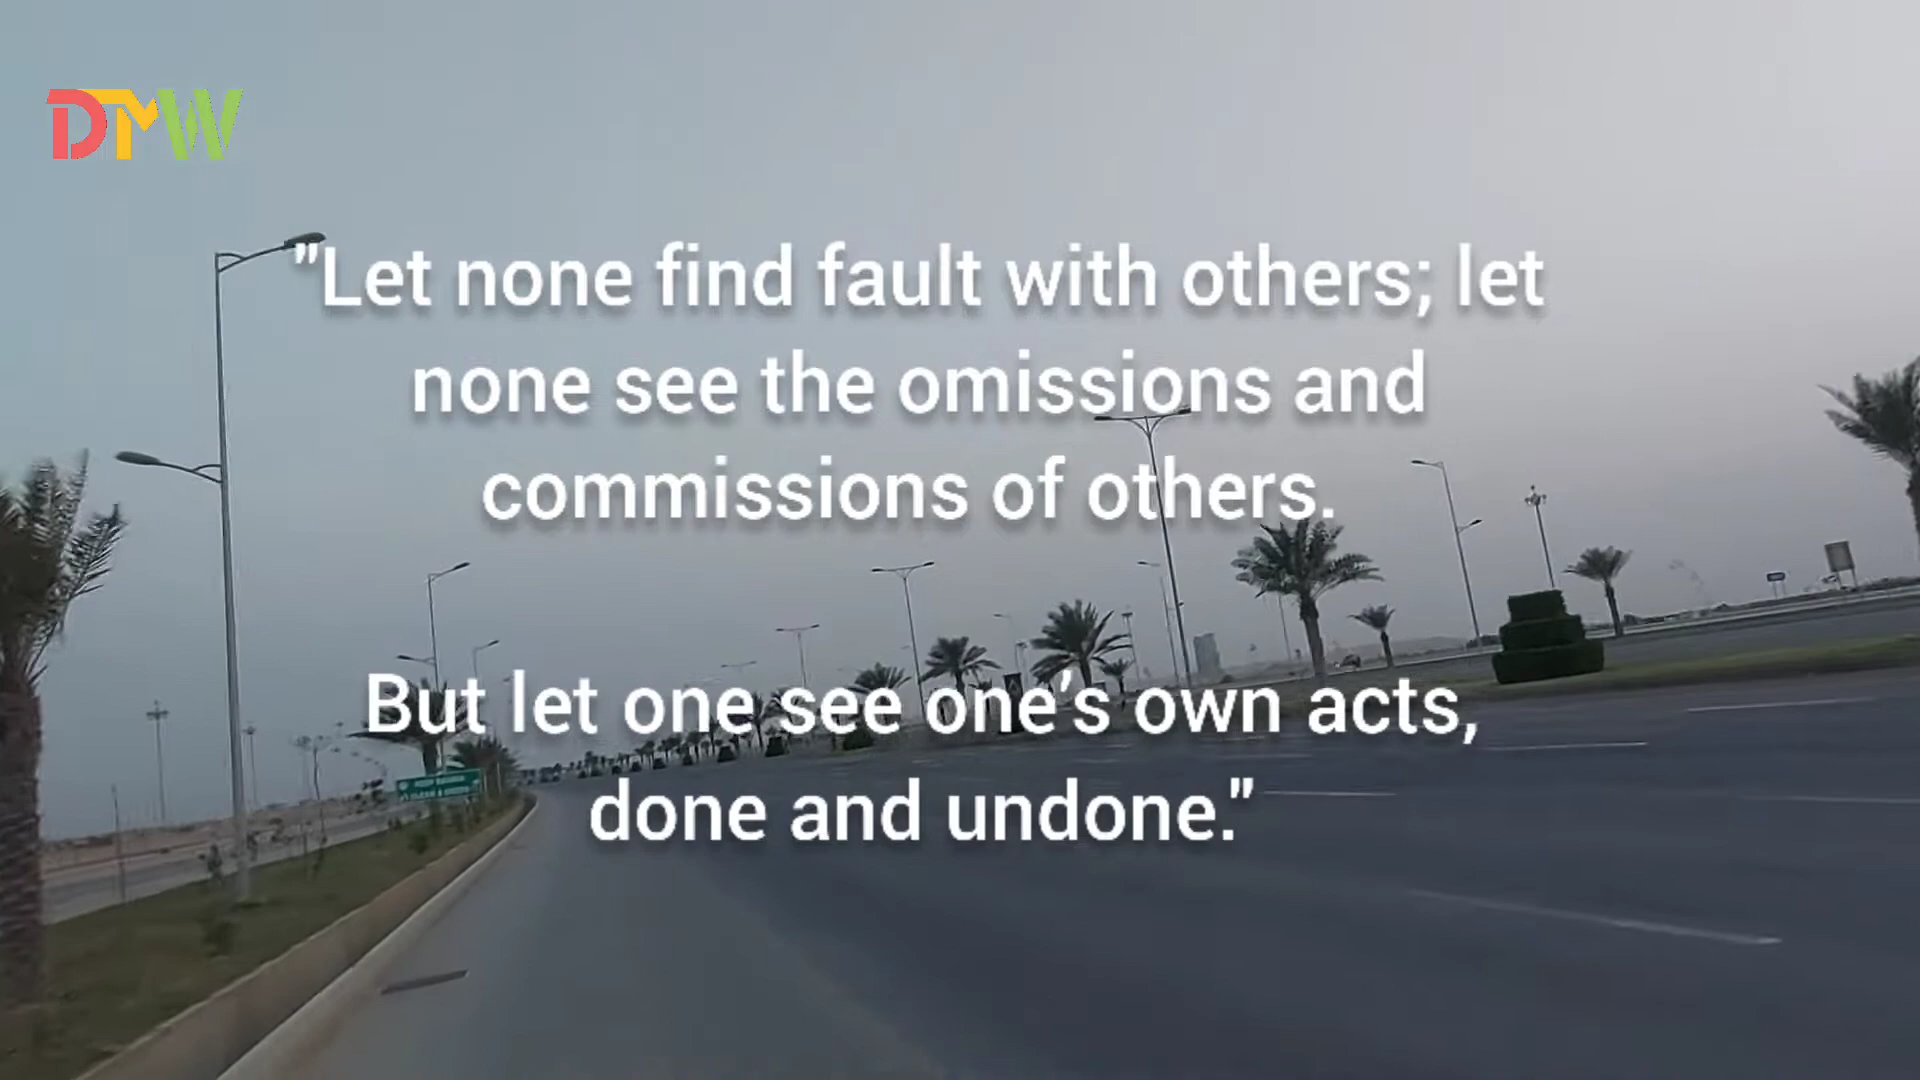 DMW
"Let none find fault with others; let
none see the omissions and
commissions of others.
But let one see one’s own acts,
done and undone."